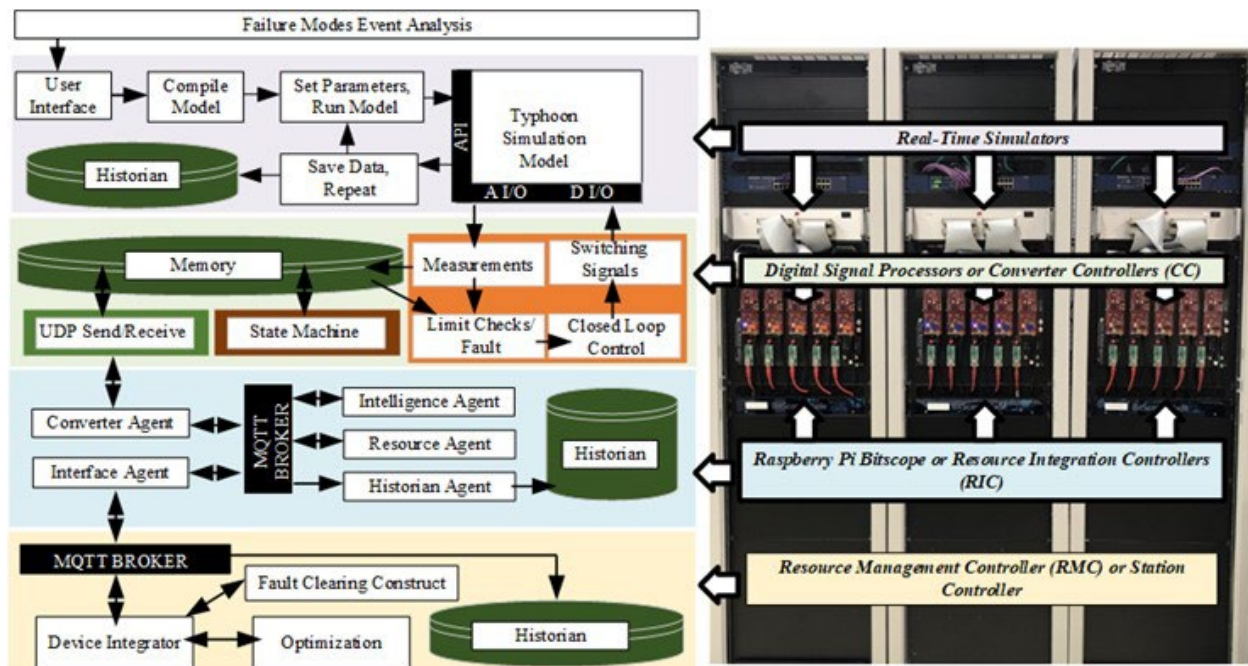 Failure Modes Event Analysis
User
Interface
Compile
Model
Set Parameters,
Run Model
API
Typhoon
Simulation
Model
Historian
Save Data,
Repeat
A I/O
D I/O
Memory
Measurements
Switching
Signals
UDP Send/Receive
State Machine
Limit Checks/
Fault
Closed Loop
Control
Converter Agent
MQTT
BROKER
Intelligence Agent
Resource Agent
Interface Agent
Historian Agent
Historian
MQTT BROKER
Fault Clearing Construct
Device Integrator
Optimization
Historian
Real-Time Simulators
Digital Signal Processors or Converter Controllers (CC)
Raspberry Pi Bitscope or Resource Integration Controllers
(RIC)
Resource Management Controller (RMC) or Station
Controller